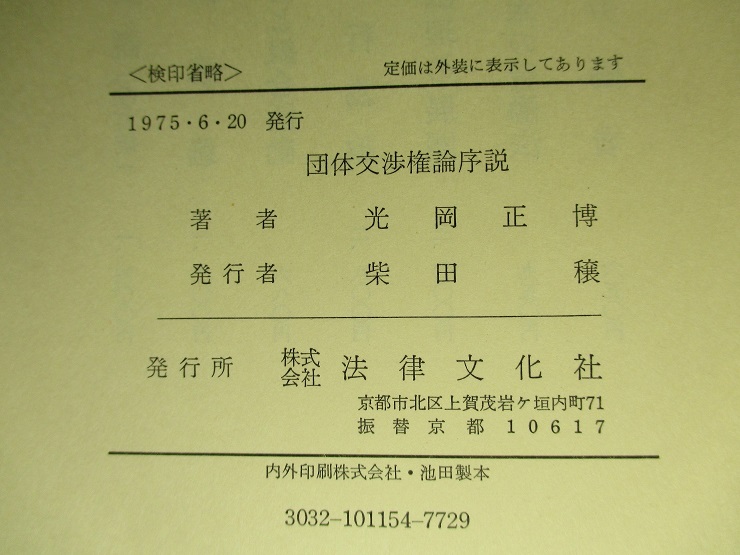 <検印省略> 定価は外装に表示してあります
1975・6・20 発行
団体交渉権論序説
著者 光岡正博
発行者 柴田穣
発行所 株式会社 法律文化社
京都市北区上賀茂岩ケ垣内町71
振替京都 10617
内外印刷株式会社・池田製本
3032-101154-7729